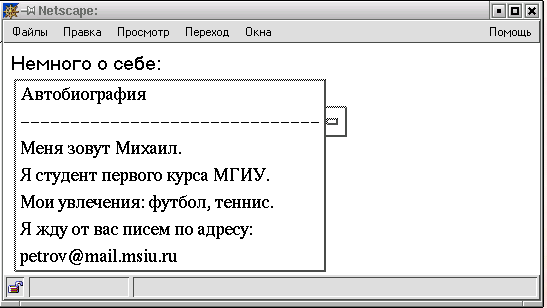 Netscape:
Файлы Правка Просмотр Переход Окна Помощь
Немного о себе:
Автобиография
--------------------------------
Меня зовут Михаил.
Я студент первого курса МГИУ.
Мои увлечения: футбол, теннис.
Я жду от вас писем по адресу:
petrov@mail.msiu.ru